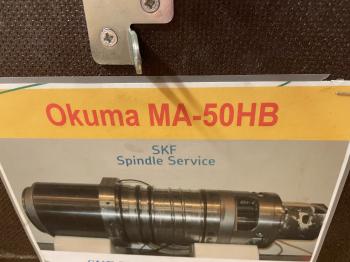 Okuma MA-50HB
SKF
Spindle Service